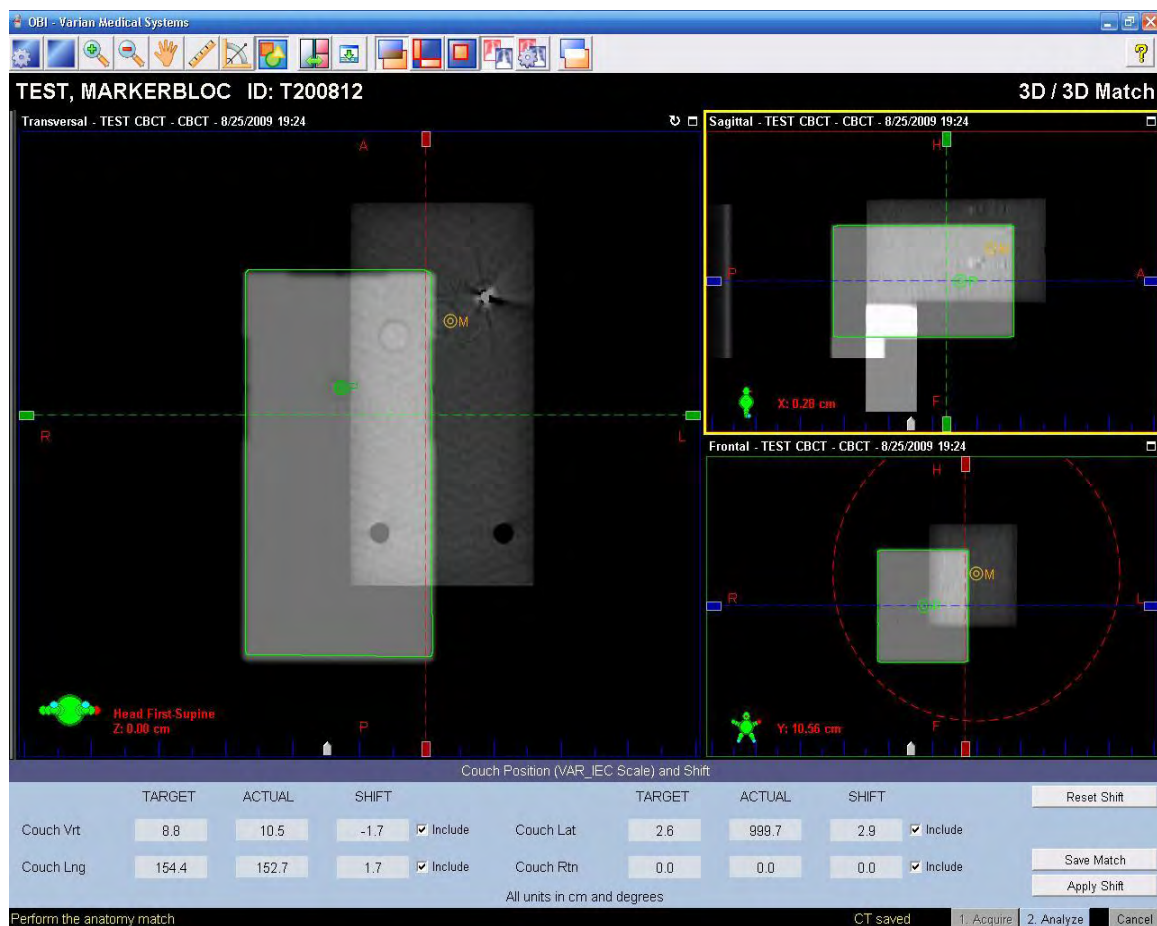 OBI - Varian Medical Systems
TEST, MARKERBLOC ID: T200812
3D / 3D Match
Transversal - TEST CBCT - CBCT - 8/25/2009 19:24
A
M
R
L
Head First-Supine
Z: 0.00 cm
P
Sagittal - TEST CBCT - CBCT - 8/25/2009 19:24
H
P
A
X: 0.28 cm
F
Frontal - TEST CBCT - CBCT - 8/25/2009 19:24
H
M
R
L
Y: 10.56 cm
F
Couch Position (VAR_IEC Scale) and Shift
TARGET ACTUAL SHIFT TARGET ACTUAL SHIFT Reset Shift
Couch Vrt 8.8 10.5 -1.7 Include Couch Lat 2.6 999.7 2.9 Include
Couch Lng 154.4 152.7 1.7 Include Couch Rtn 0.0 0.0 0.0 Include Save Match
Apply Shift
All units in cm and degrees
Perform the anatomy match CT saved 1. Acquire 2. Analyze Cancel